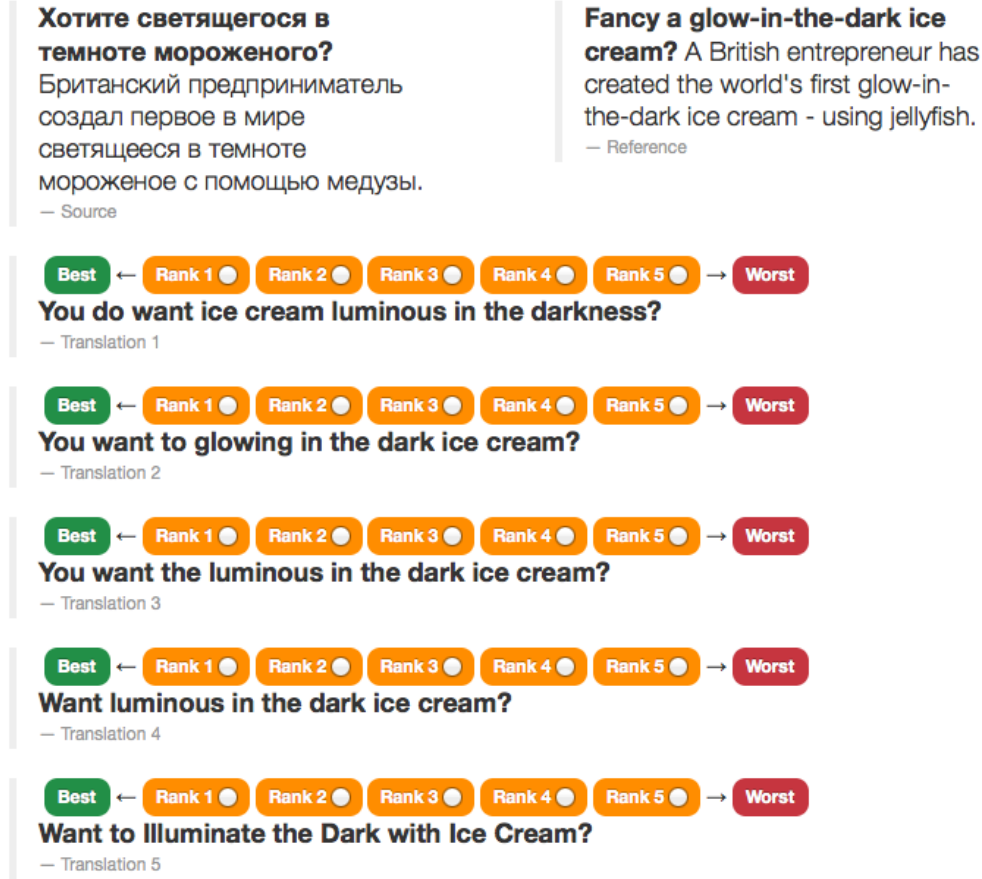 Хотите светящегося в
темноте мороженого?
Британский предприниматель
создал первое в мире
светящееся в темноте
мороженое с помощью медузы.
— Source
Fancy a glow-in-the-dark ice
cream? A British entrepreneur has
created the world's first glow-in-
the-dark ice cream - using jellyfish.
— Reference
Best ← Rank 1 Rank 2 Rank 3 Rank 4 Rank 5 → Worst
You do want ice cream luminous in the darkness?
— Translation 1
Best ← Rank 1 Rank 2 Rank 3 Rank 4 Rank 5 → Worst
You want to glowing in the dark ice cream?
— Translation 2
Best ← Rank 1 Rank 2 Rank 3 Rank 4 Rank 5 → Worst
You want the luminous in the dark ice cream?
— Translation 3
Best ← Rank 1 Rank 2 Rank 3 Rank 4 Rank 5 → Worst
Want luminous in the dark ice cream?
— Translation 4
Best ← Rank 1 Rank 2 Rank 3 Rank 4 Rank 5 → Worst
Want to Illuminate the Dark with Ice Cream?
— Translation 5